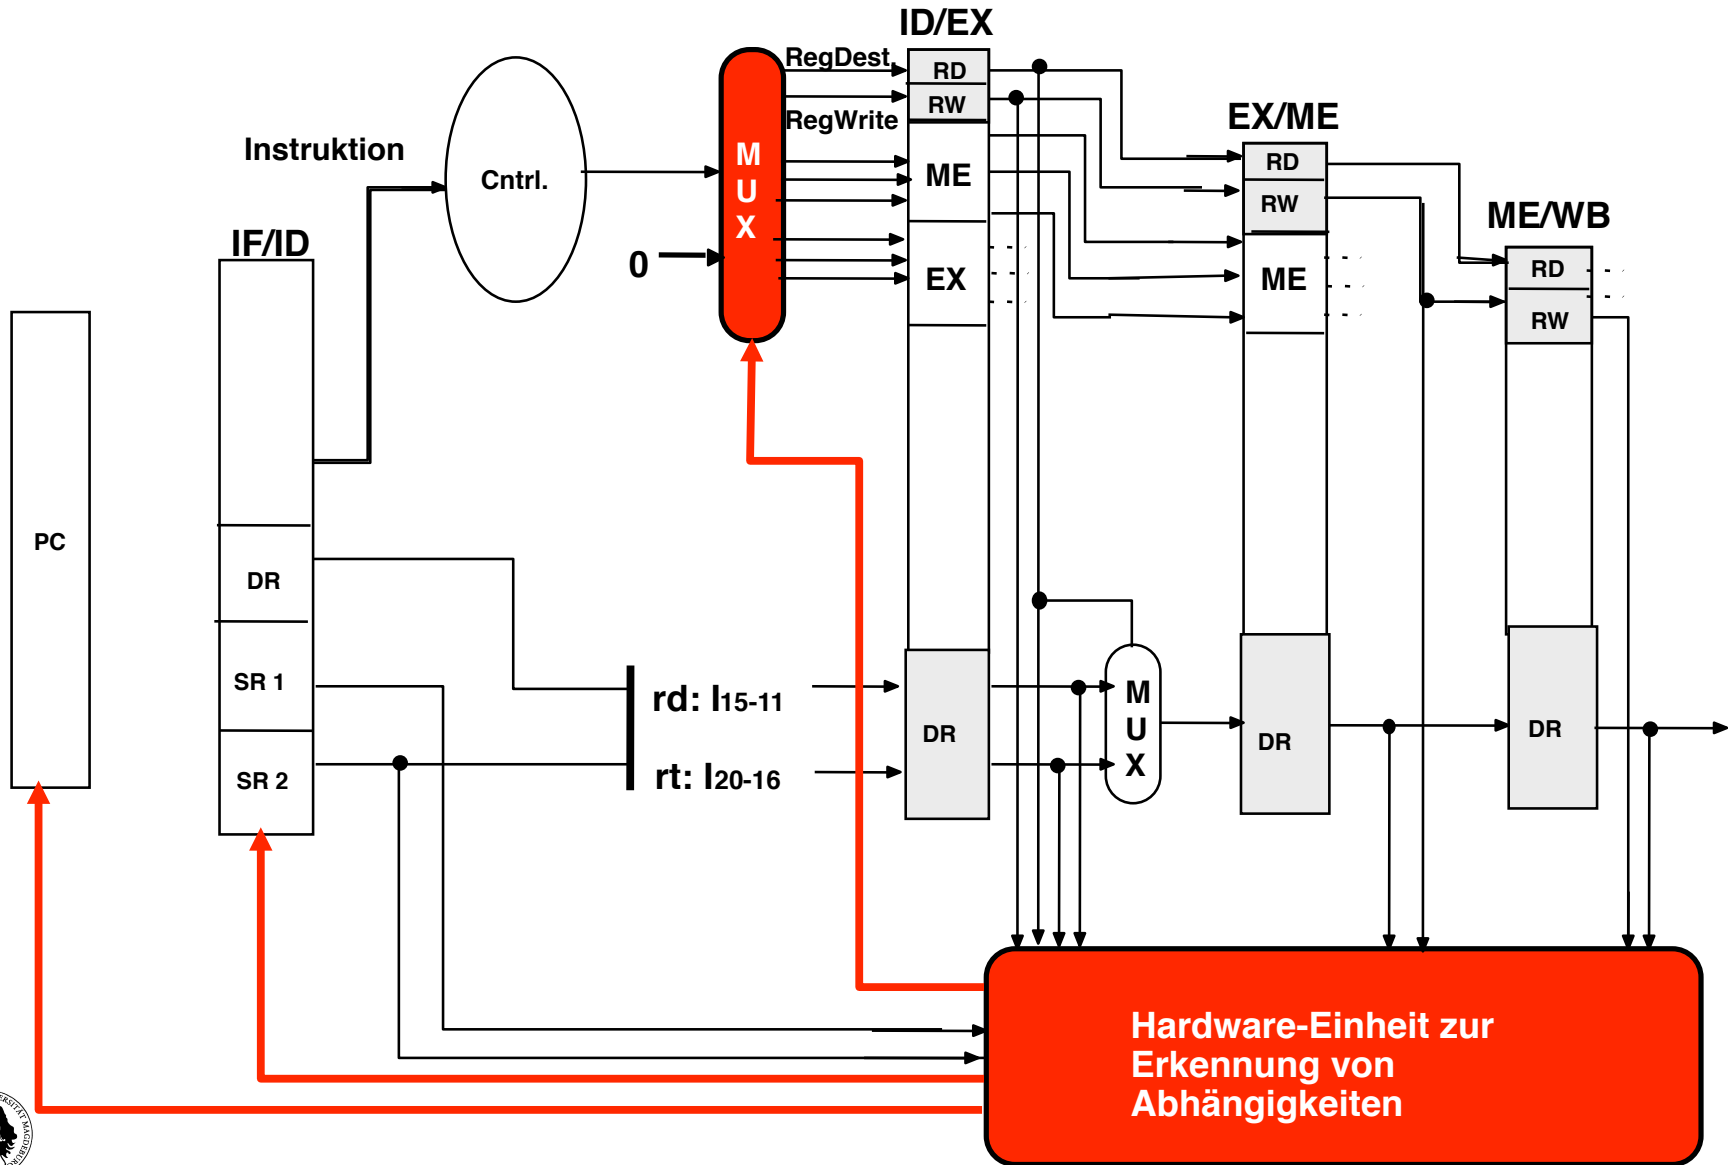 ID/EX
RegDest.
RD
RW
RegWrite
EX/ME
Instruktion
Cntrl.
M
U
X
ME
RD
RW
ME/WB
IF/ID
0
EX
ME
RD
RW
PC
DR
SR 1
rd: I15-11
SR 2
rt: I20-16
DR
M
U
X
DR
DR
Hardware-Einheit zur
Erkennung von
Abhängigkeiten